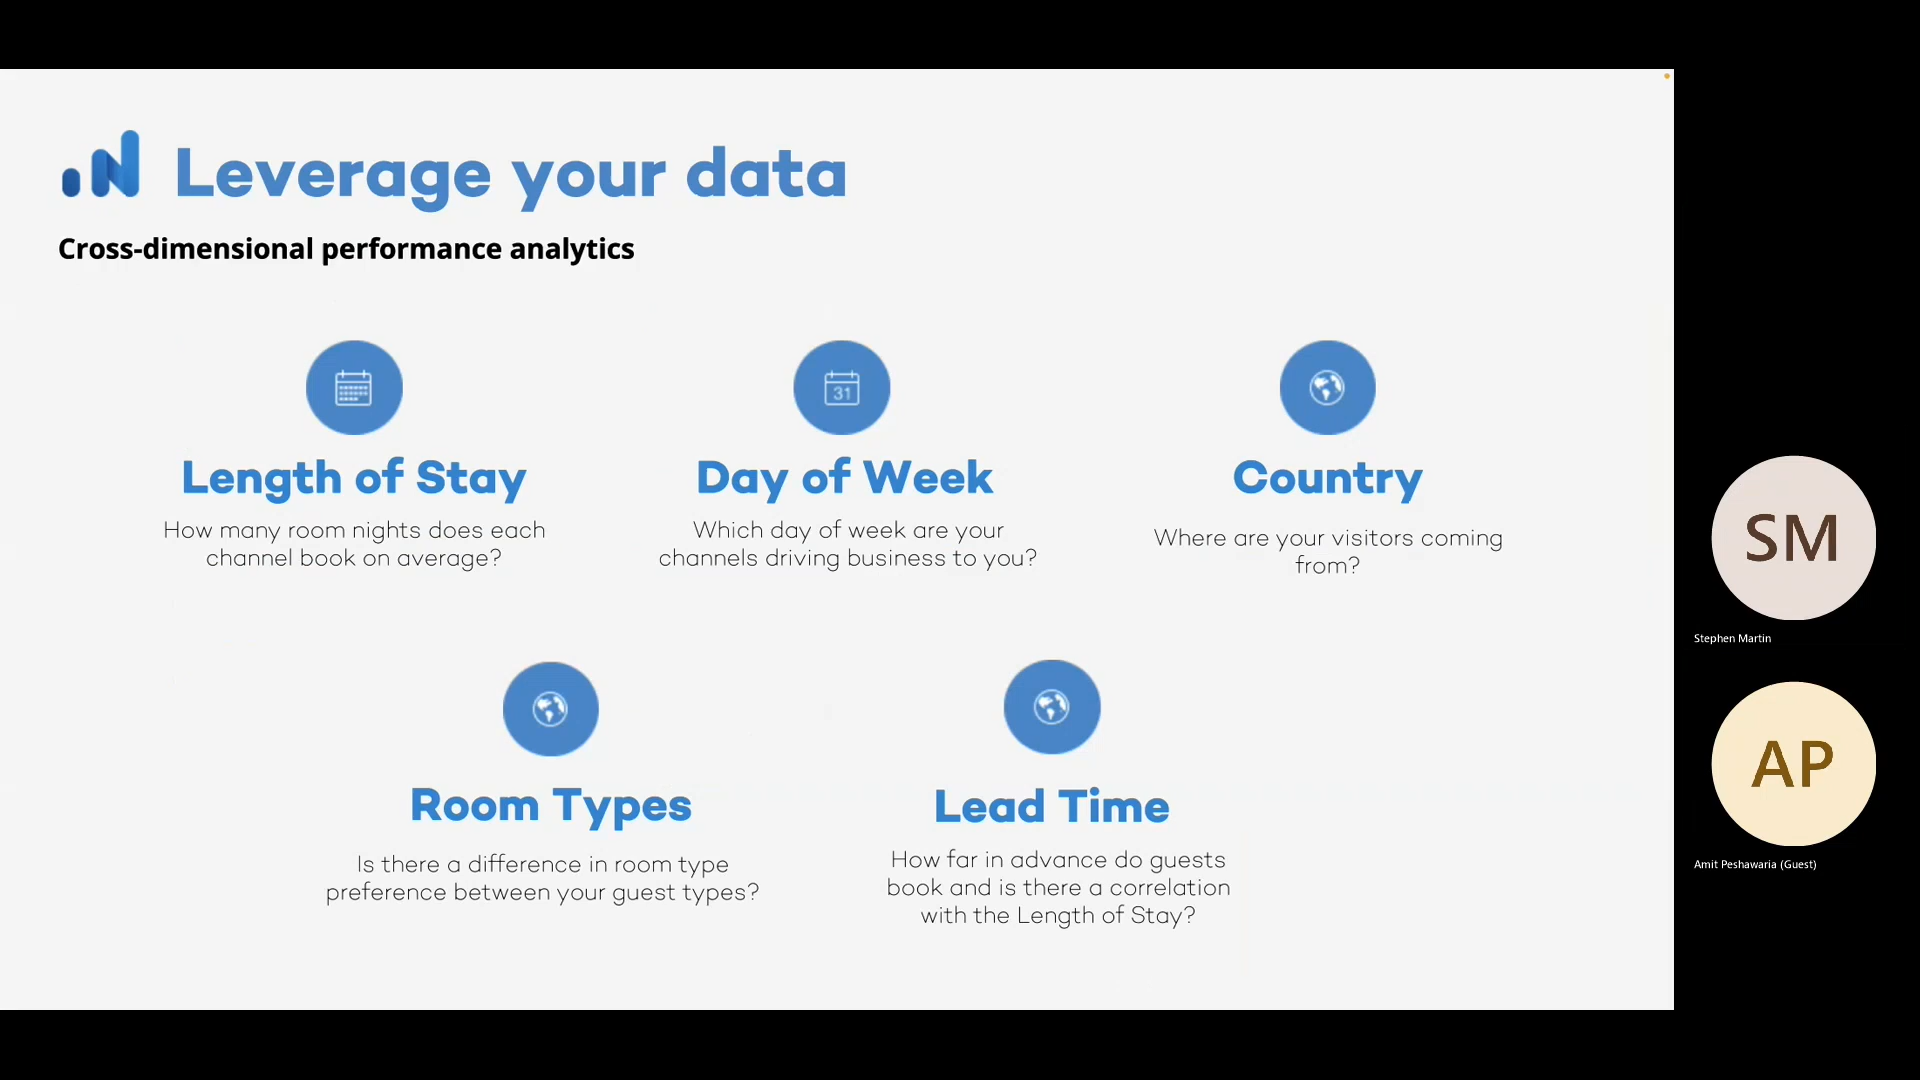 Leverage your data
Cross-dimensional performance analytics
31
Length of Stay
How many room nights does each
channel book on average?
Day of Week
Which day of week are your
channels driving business to you?
Country
Where are your visitors coming
from?
Room Types
Is there a difference in room type
preference between your guest types?
Lead Time
How far in advance do guests
book and is there a correlation
with the Length of Stay?
SM
Stephen Martin
AP
Amit Peshawaria (Guest)